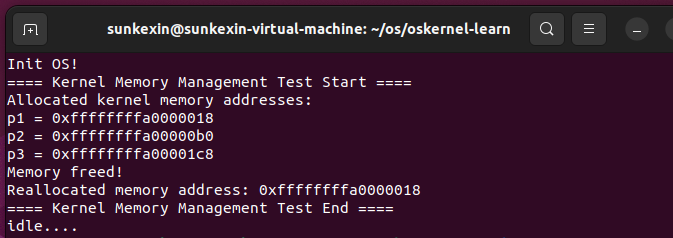 sunkexin@sunkexin-virtual-machine: ~/os/oskernel-learn
Init OS!
==== Kernel Memory Management Test Start ====
Allocated kernel memory addresses:
p1 = 0xffffffffa0000018
p2 = 0xffffffffa00000b0
p3 = 0xffffffffa00001c8
Memory freed!
Reallocated memory address: 0xffffffffa0000018
==== Kernel Memory Management Test End ====
idle....